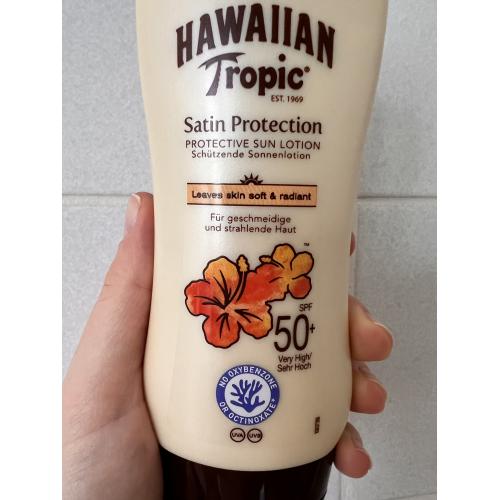 HAWAIIAN
Tropic®
EST. 1969
Satin Protection
PROTECTIVE SUN LOTION
Schützende Sonnenlotion
Leaves skin soft & radiant
Für geschmeidige
und strahlende Haut
™
SPF
50+
Very High/
Sehr Hoch
NO OXYBENZONE
OR OCTINOXATE+
UVA UVB